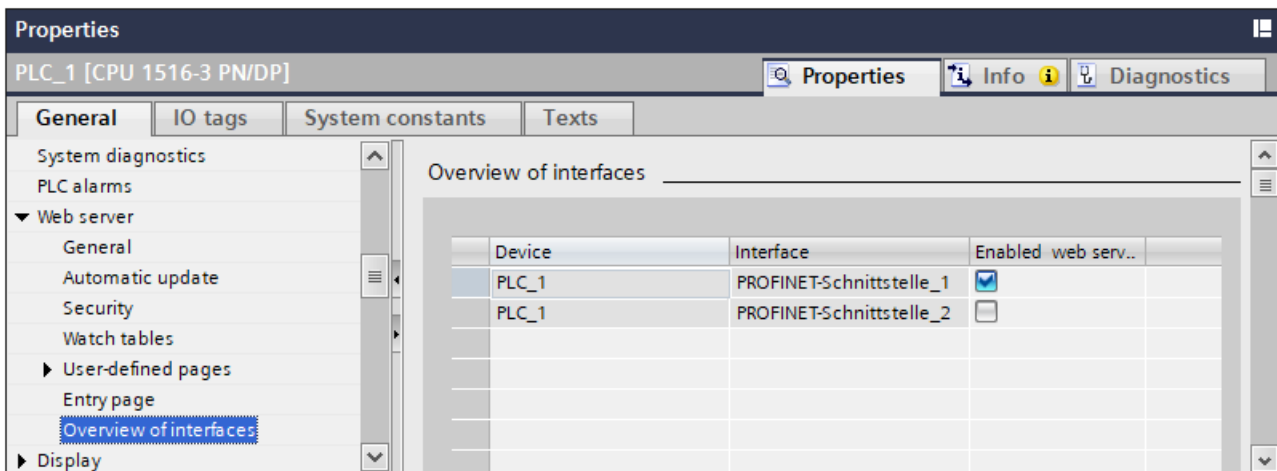 Properties
PLC_1 [CPU 1516-3 PN/DP]
Properties
Info
Diagnostics
General
IO tags
System constants
Texts
System diagnostics
PLC alarms
Web server
General
Automatic update
Security
Watch tables
User-defined pages
Entry page
Overview of interfaces
Display
Overview of interfaces
Device Interface Enabled web serv..
PLC_1 PROFINET-Schnittstelle_1
PLC_1 PROFINET-Schnittstelle_2